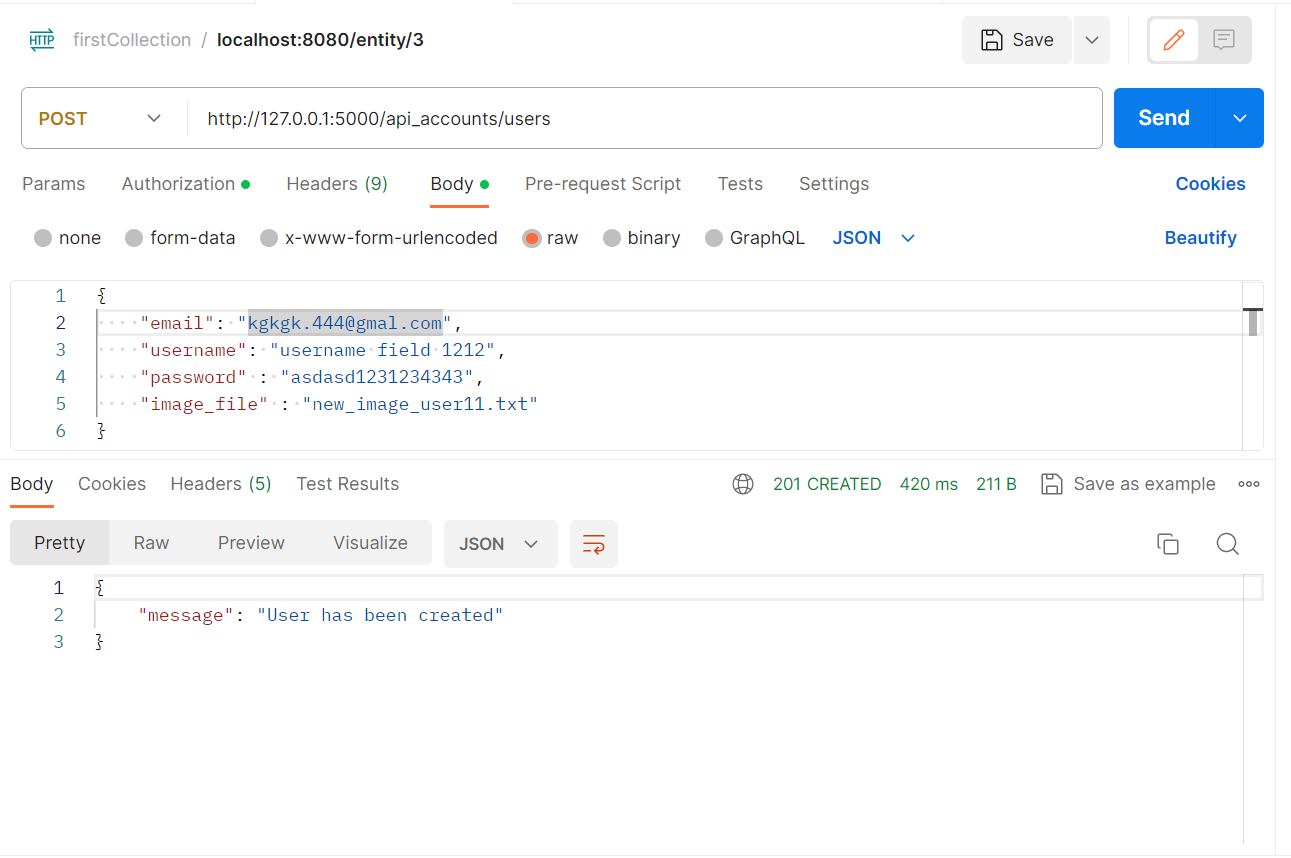 HTTP firstCollection / localhost:8080/entity/3 Save
POST http://127.0.0.1:5000/api_accounts/users Send
Params Authorization Headers (9) Body Pre-request Script Tests Settings Cookies
none form-data x-www-form-urlencoded raw binary GraphQL JSON Beautify
1 {
2 "email": "kgkgk.444@gmal.com",
3 "username": "username field 1212",
4 "password" : "asdasd1231234343",
5 "image_file" : "new_image_user11.txt"
6 }
Body Cookies Headers (5) Test Results 201 CREATED 420 ms 211 B Save as example
Pretty Raw Preview Visualize JSON
1 {
2 "message": "User has been created"
3 }